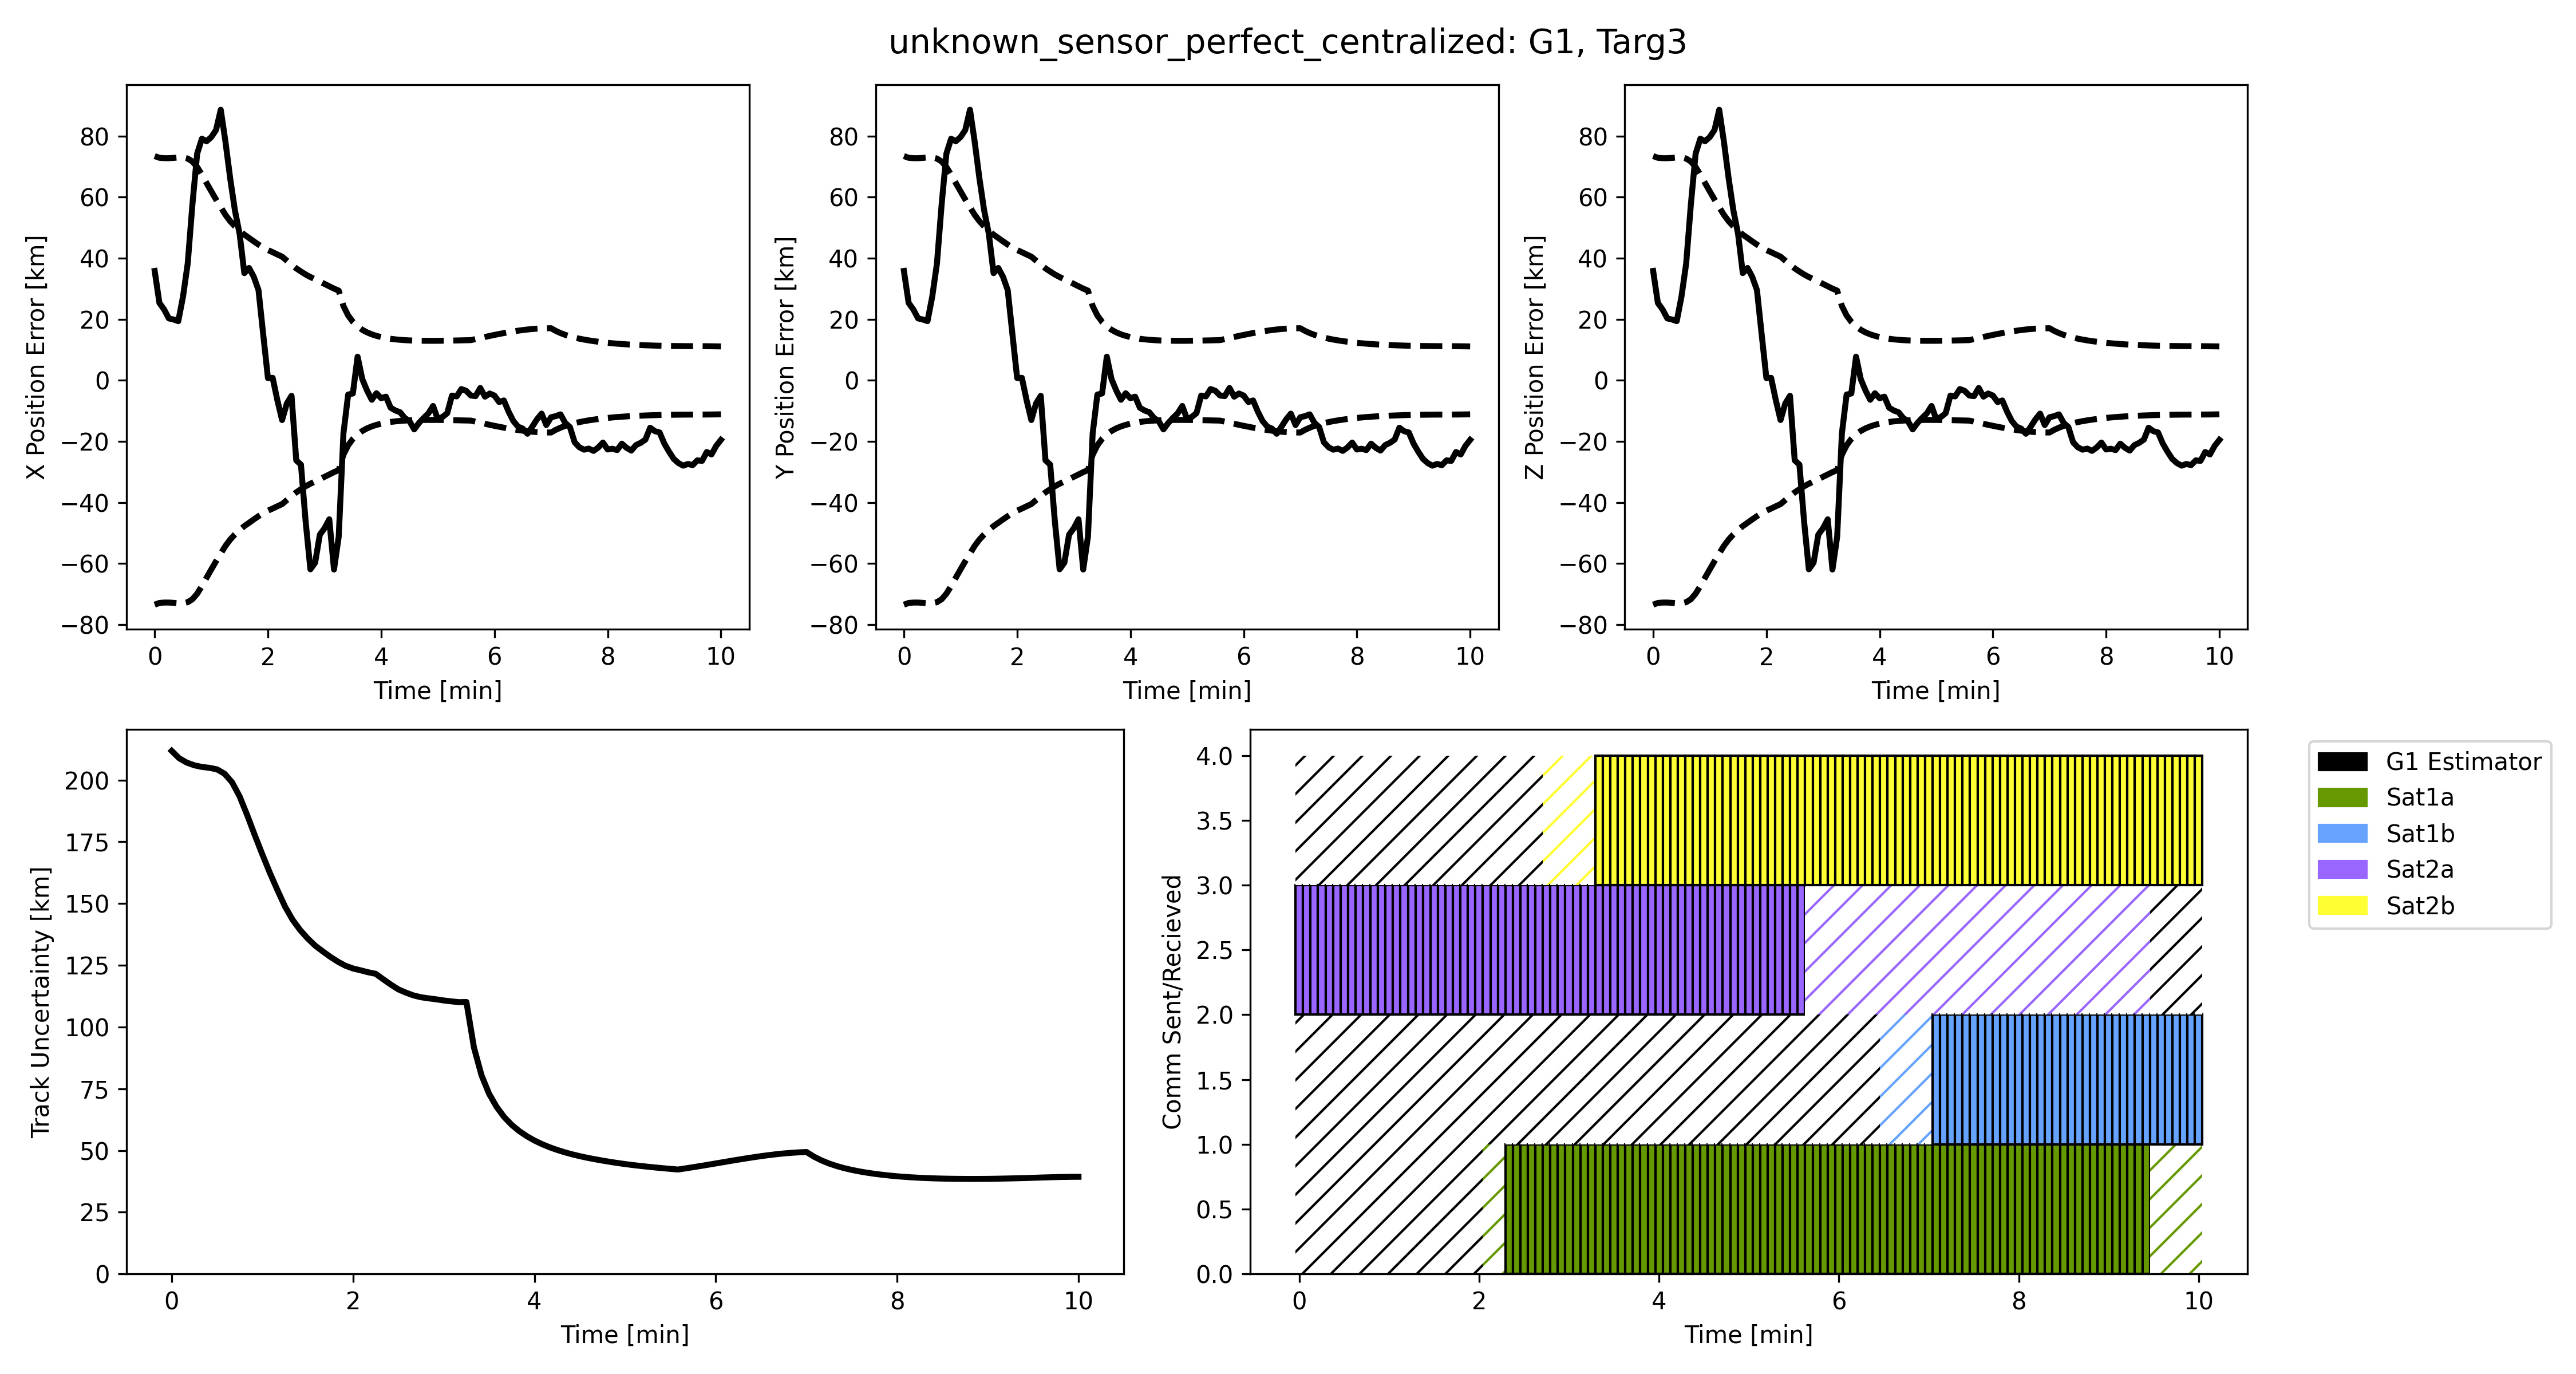 unknown_sensor_perfect_centralized: G1, Targ3
X Position Error [km]
80
60
40
20
0
−20
−40
−60
−80
0 2 4 6 8 10
Time [min]
Y Position Error [km]
80
60
40
20
0
−20
−40
−60
−80
0 2 4 6 8 10
Time [min]
Z Position Error [km]
80
60
40
20
0
−20
−40
−60
−80
0 2 4 6 8 10
Time [min]
Track Uncertainty [km]
200
175
150
125
100
75
50
25
0
0 2 4 6 8 10
Time [min]
Comm Sent/Recieved
4.0
3.5
3.0
2.5
2.0
1.5
1.0
0.5
0.0
0 2 4 6 8 10
Time [min]
G1 Estimator
Sat1a
Sat1b
Sat2a
Sat2b